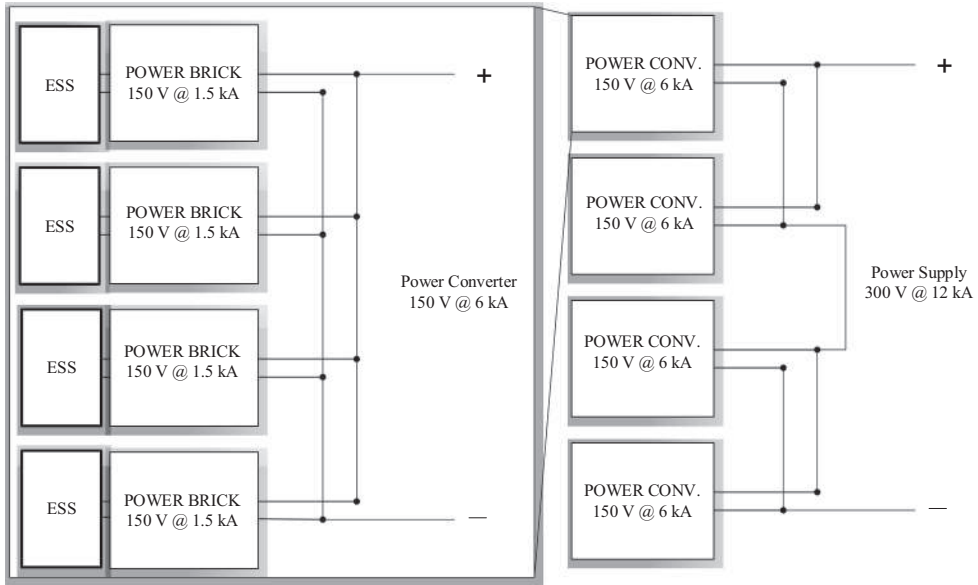 ESS
POWER BRICK
150 V @ 1.5 kA
+
ESS
POWER BRICK
150 V @ 1.5 kA
Power Converter
150 V @ 6 kA
ESS
POWER BRICK
150 V @ 1.5 kA
ESS
POWER BRICK
150 V @ 1.5 kA
—
POWER CONV.
150 V @ 6 kA
+
POWER CONV.
150 V @ 6 kA
Power Supply
300 V @ 12 kA
POWER CONV.
150 V @ 6 kA
POWER CONV.
150 V @ 6 kA
—